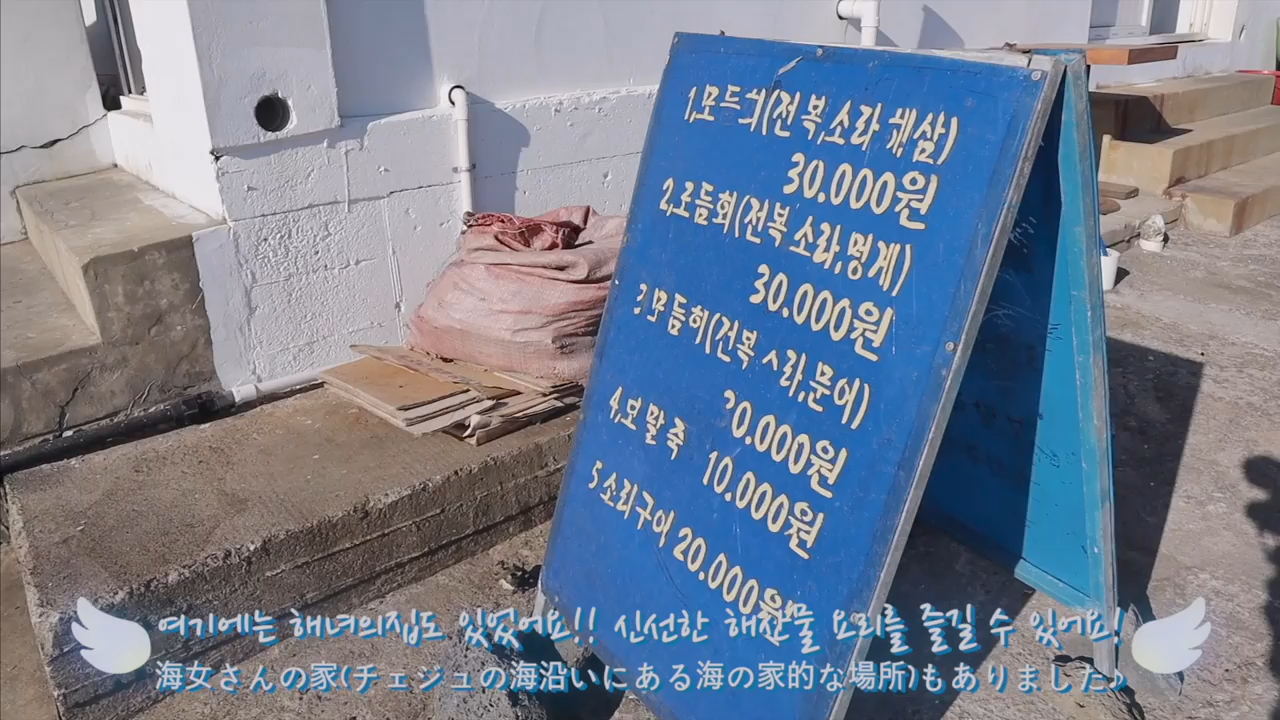 1,모듬회(전복,소라 해삼)
30.000원
2,모듬회(전복 소라,멍게)
30.000원
3 모듬회(전복 소라,문어)
0.000원
4,보말죽 10.000원
5 소라구이 20.000원
여기에는 해녀의집도 있었어요!! 신선한 해산물 요리를 즐길 수 있어요!
海女さんの家(チェジュの海沿いにある海の家的な場所)もありました♪